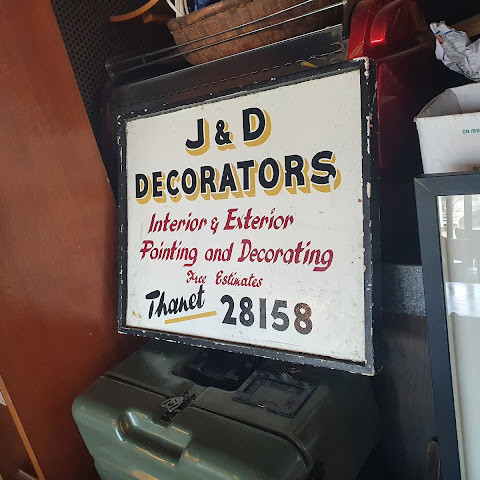 J & D
DECORATORS
Interior & Exterior
Painting and Decorating
Free Estimates
Thanet 28158